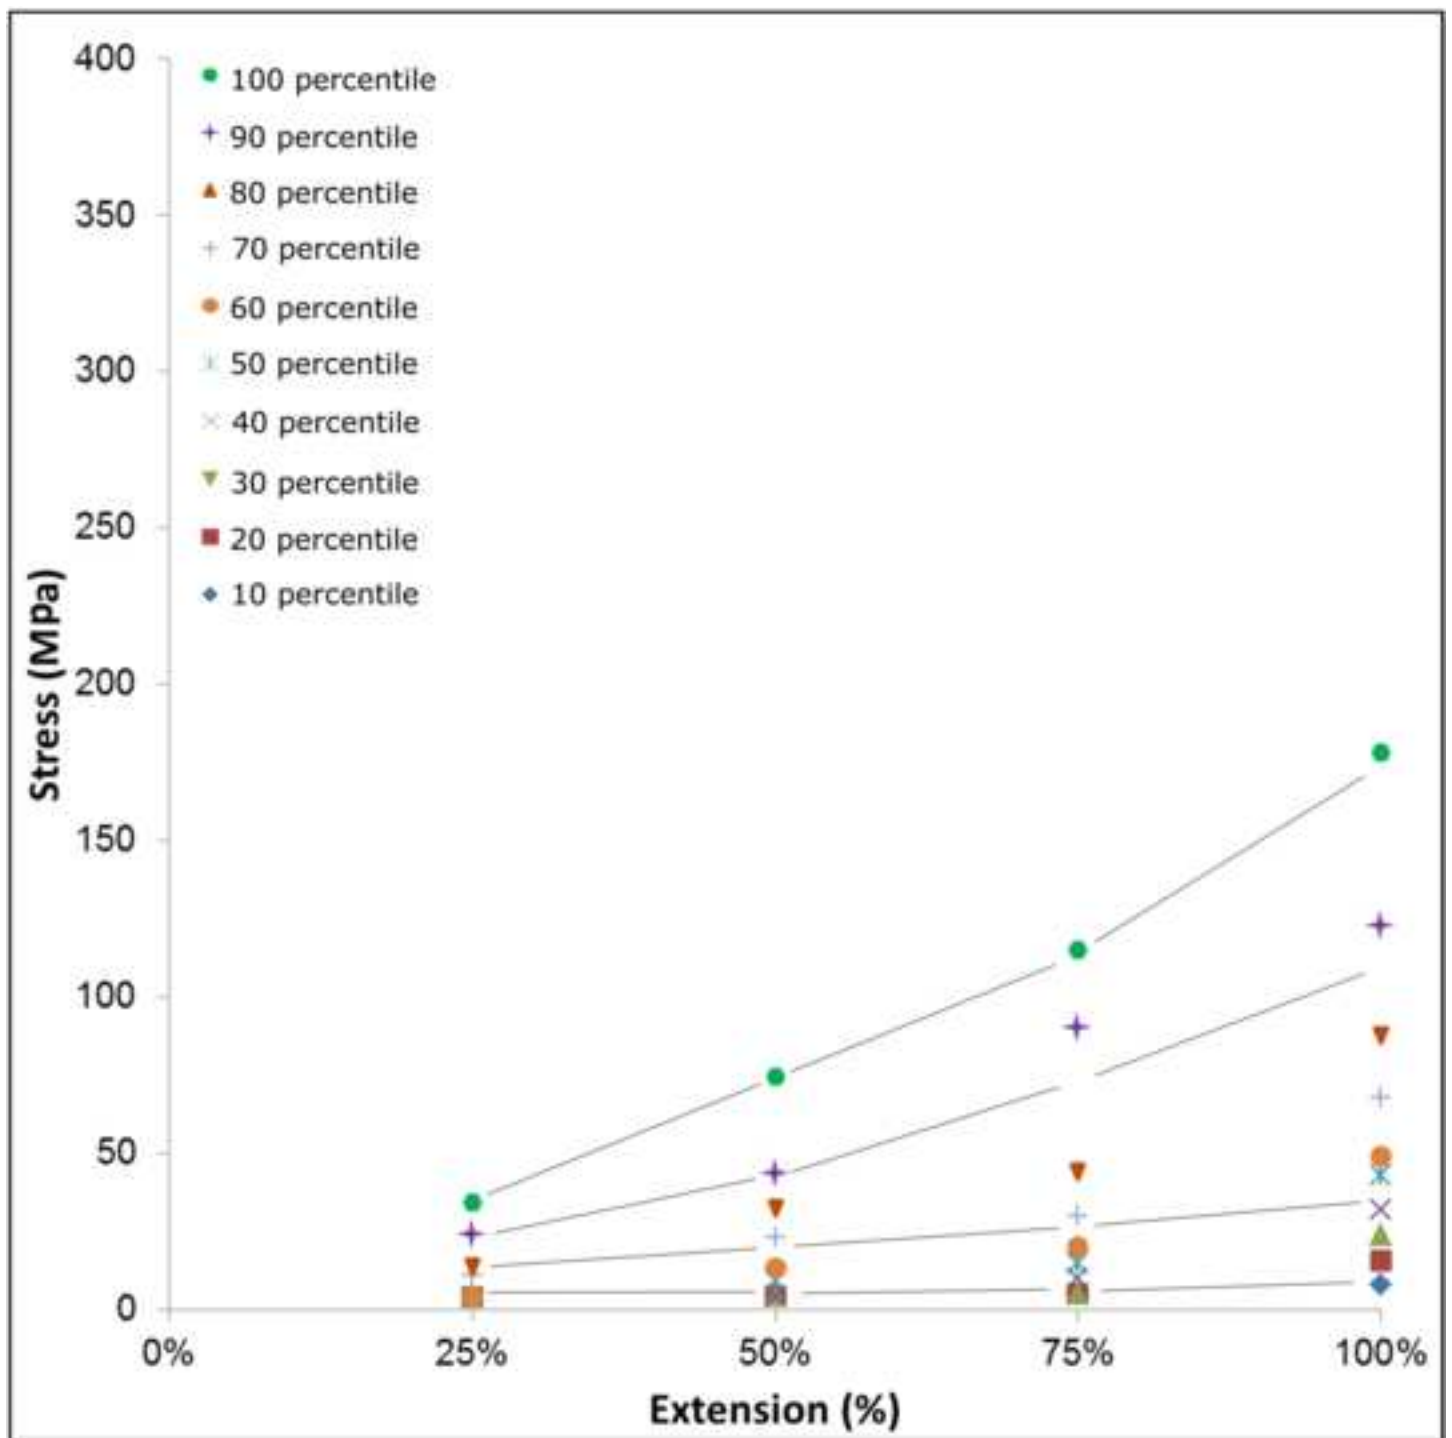 400
350
300
250
200
150
100
50
0
Stress (MPa)
100 percentile
90 percentile
80 percentile
70 percentile
60 percentile
50 percentile
40 percentile
30 percentile
20 percentile
10 percentile
0% 25% 50% 75% 100%
Extension (%)